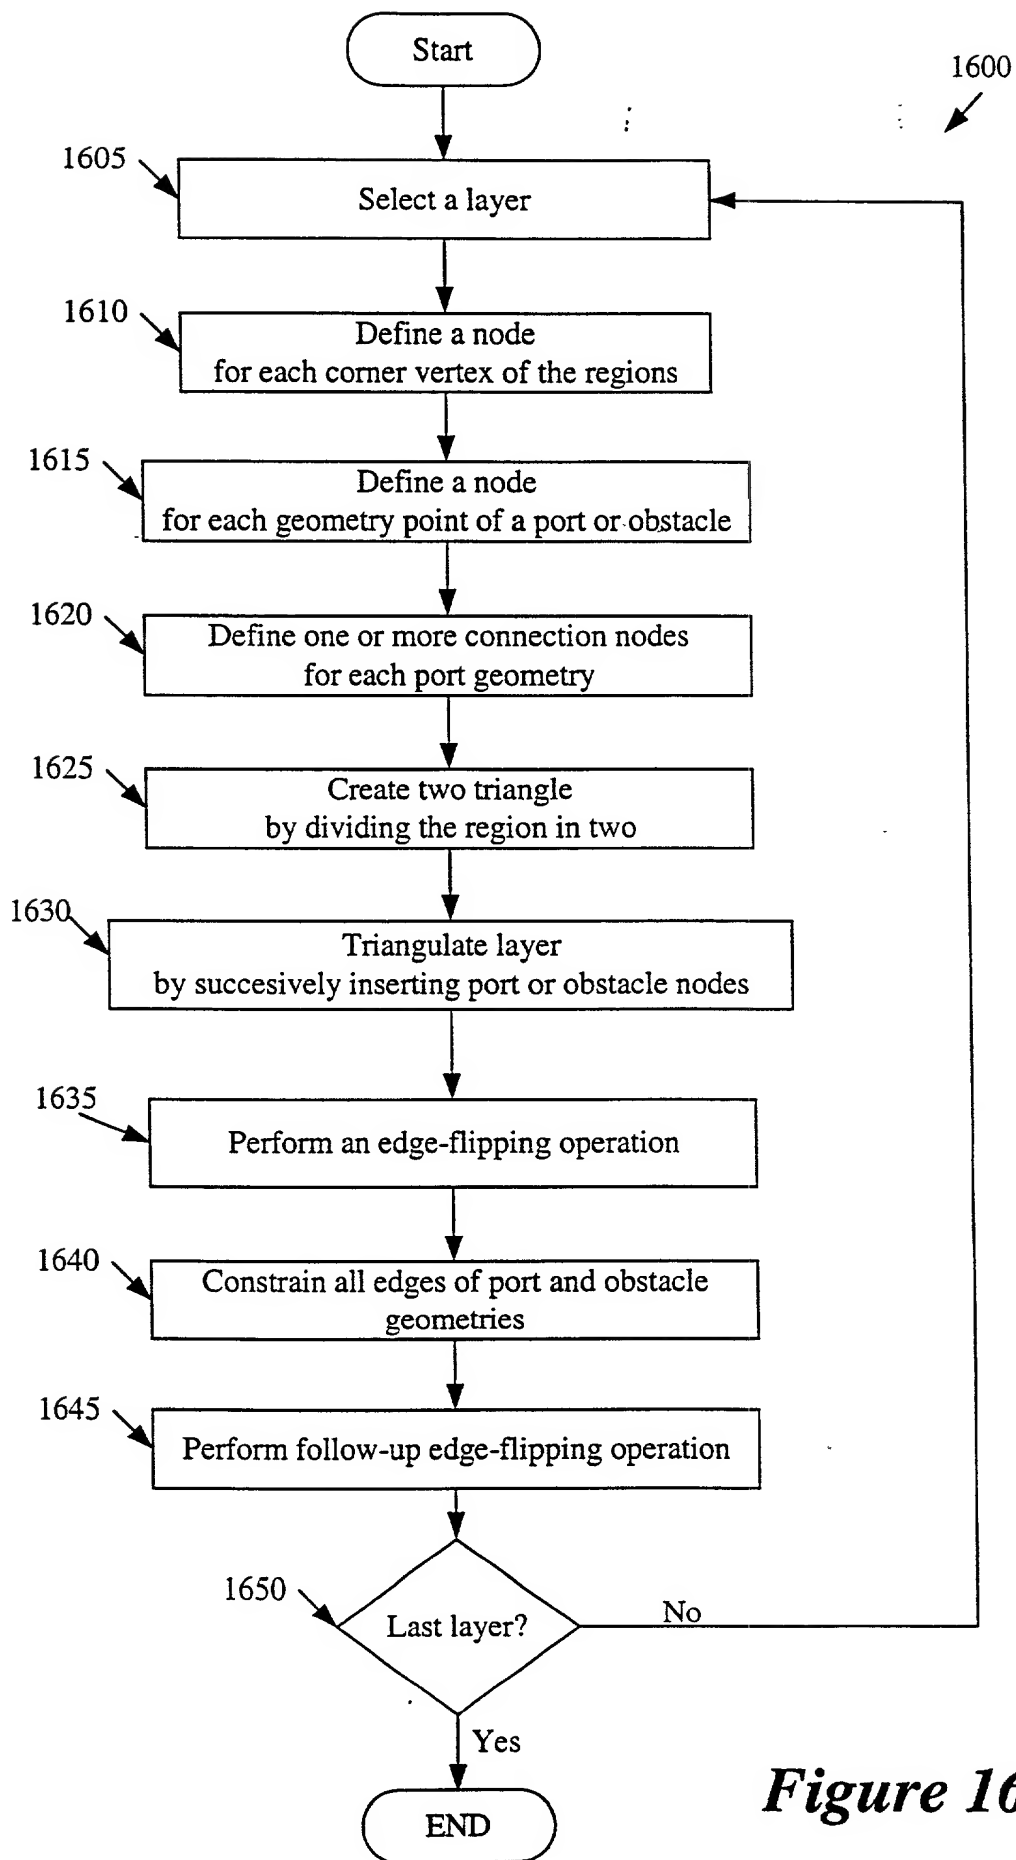 Start
1600
1605
Select a layer
1610
Define a node
for each corner vertex of the regions
1615
Define a node
for each geometry point of a port or obstacle
1620
Define one or more connection nodes
for each port geometry
1625
Create two triangle
by dividing the region in two
1630
Triangulate layer
by succesively inserting port or obstacle nodes
1635
Perform an edge-flipping operation
1640
Constrain all edges of port and obstacle
geometries
1645
Perform follow-up edge-flipping operation
1650
Last layer?
No
Yes
END
Figure 16